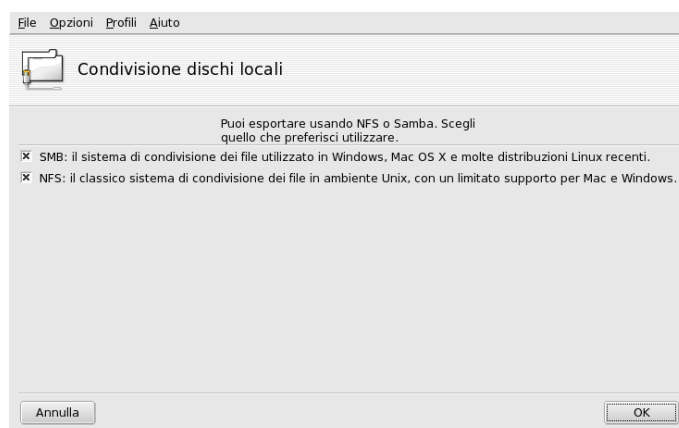 File Opzioni Profili Aiuto
Condivisione dischi locali
Puoi esportare usando NFS o Samba. Scegli
quello che preferisci utilizzare.
SMB: il sistema di condivisione dei file utilizzato in Windows, Mac OS X e molte distribuzioni Linux recenti.
NFS: il classico sistema di condivisione dei file in ambiente Unix, con un limitato supporto per Mac e Windows.
Annulla OK